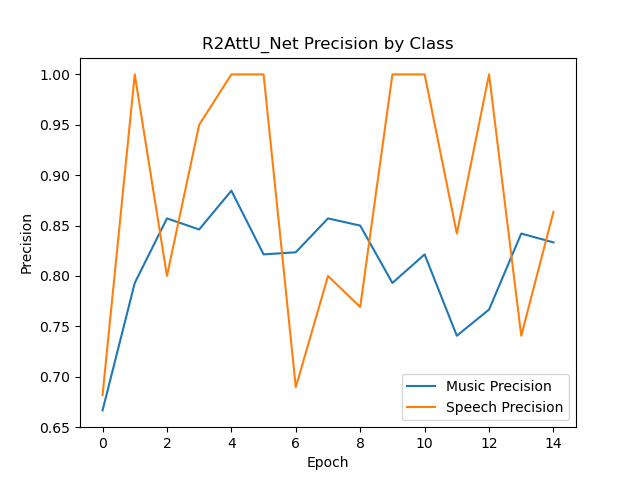 R2AttU_Net Precision by Class
Precision
1.00
0.95
0.90
0.85
0.80
0.75
0.70
0.65
0 2 4 6 8 10 12 14
Epoch
Music Precision
Speech Precision